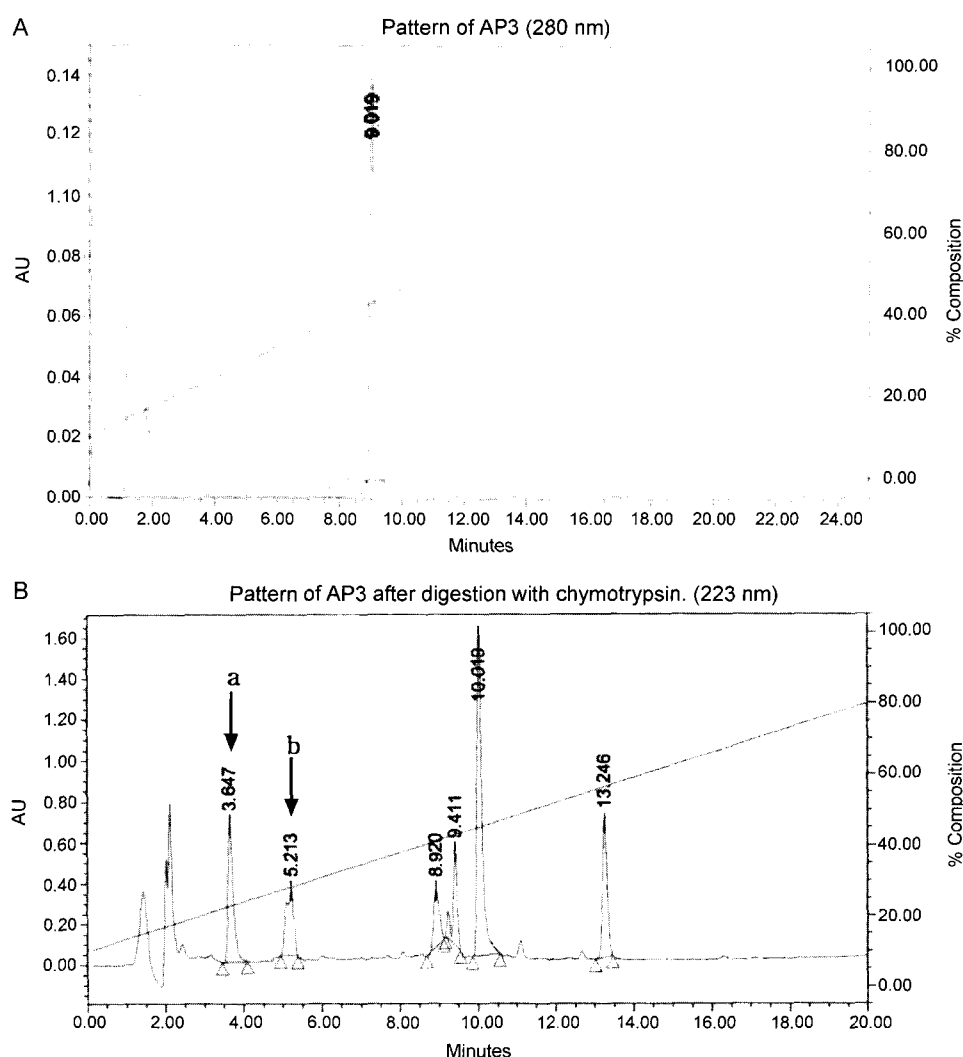 A
Pattern of AP3 (280 nm)
0.14
0.12
1.10
0.08
0.06
0.04
0.02
0.00
AU
9.019
100.00
80.00
60.00
40.00
20.00
0.00
% Composition
0.00 2.00 4.00 6.00 8.00 10.00 12.00 14.00 16.00 18.00 20.00 22.00 24.00
Minutes
B
Pattern of AP3 after digestion with chymotrypsin. (223 nm)
1.60
1.40
1.20
1.00
0.80
0.60
0.40
0.20
0.00
AU
a
3.647
b
5.213
8.920
9.411
10.019
13.246
100.00
80.00
60.00
40.00
20.00
0.00
% Composition
0.00 2.00 4.00 6.00 8.00 10.00 12.00 14.00 16.00 18.00 20.00
Minutes